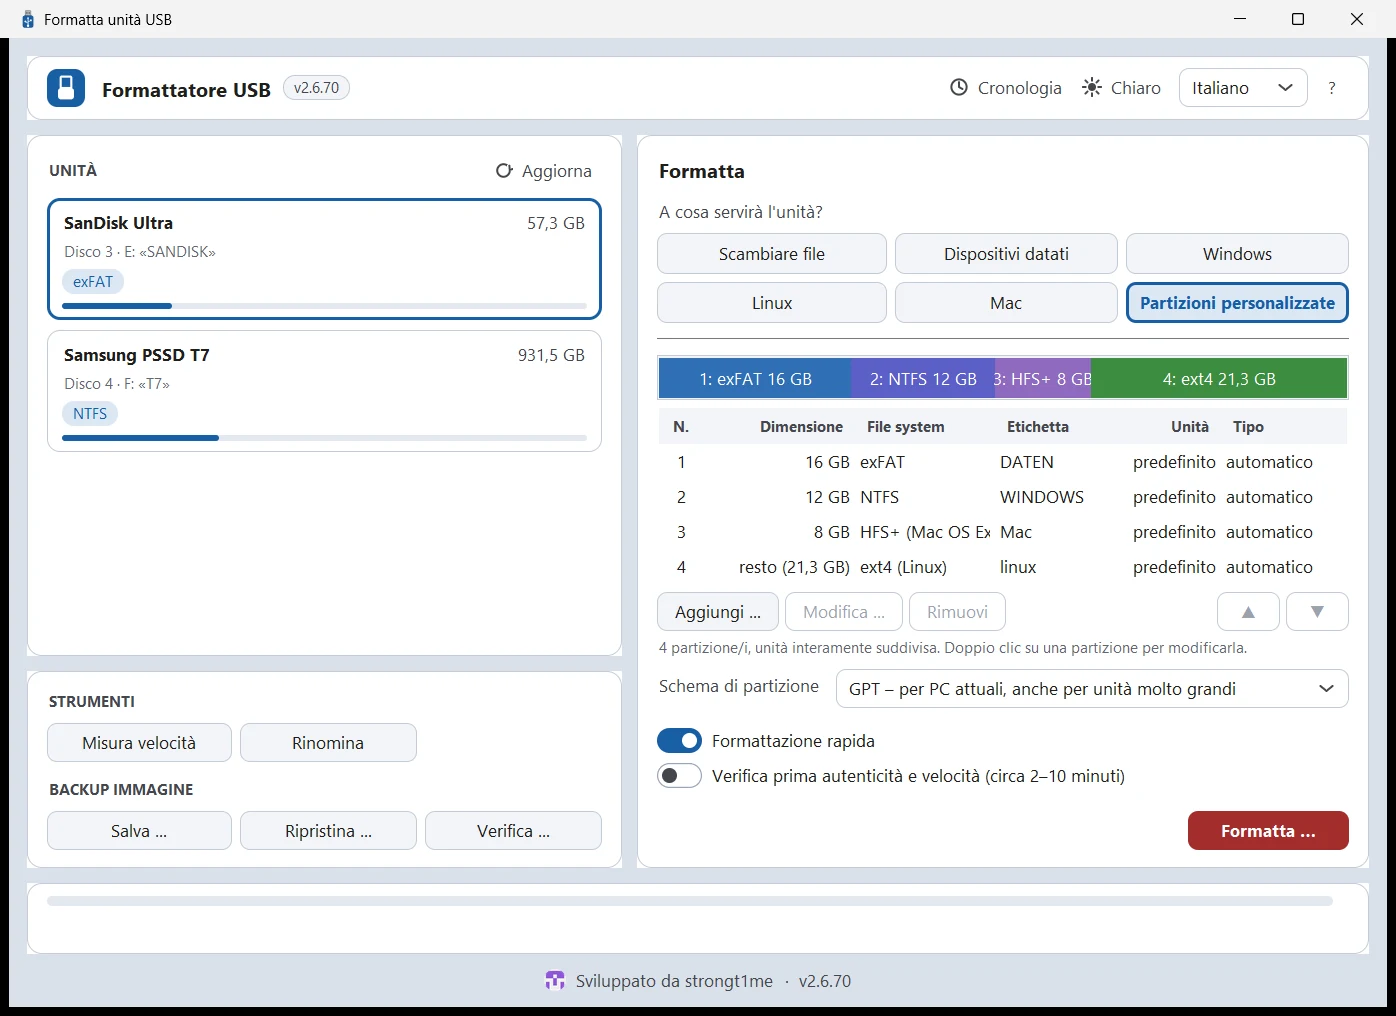 Formatta unità USB
Formattatore USB v2.6.70
Cronologia
Chiaro
Italiano
?
UNITÀ
Aggiorna
SanDisk Ultra 57,3 GB
Disco 3 · E: «SANDISK»
exFAT
Samsung PSSD T7 931,5 GB
Disco 4 · F: «T7»
NTFS
STRUMENTI
Misura velocità Rinomina
BACKUP IMMAGINE
Salva ... Ripristina ... Verifica ...
Formatta
A cosa servirà l'unità?
Scambiare file Dispositivi datati Windows
Linux Mac Partizioni personalizzate
1: exFAT 16 GB 2: NTFS 12 GB 3: HFS+ 8 GB 4: ext4 21,3 GB
N. Dimensione File system Etichetta Unità Tipo
1 16 GB exFAT DATEN predefinito automatico
2 12 GB NTFS WINDOWS predefinito automatico
3 8 GB HFS+ (Mac OS Ex Mac predefinito automatico
4 resto (21,3 GB) ext4 (Linux) linux predefinito automatico
Aggiungi ... Modifica ... Rimuovi ▲ ▼
4 partizione/i, unità interamente suddivisa. Doppio clic su una partizione per modificarla.
Schema di partizione GPT – per PC attuali, anche per unità molto grandi
Formattazione rapida
Verifica prima autenticità e velocità (circa 2–10 minuti)
Formatta ...
Sviluppato da strongt1me · v2.6.70